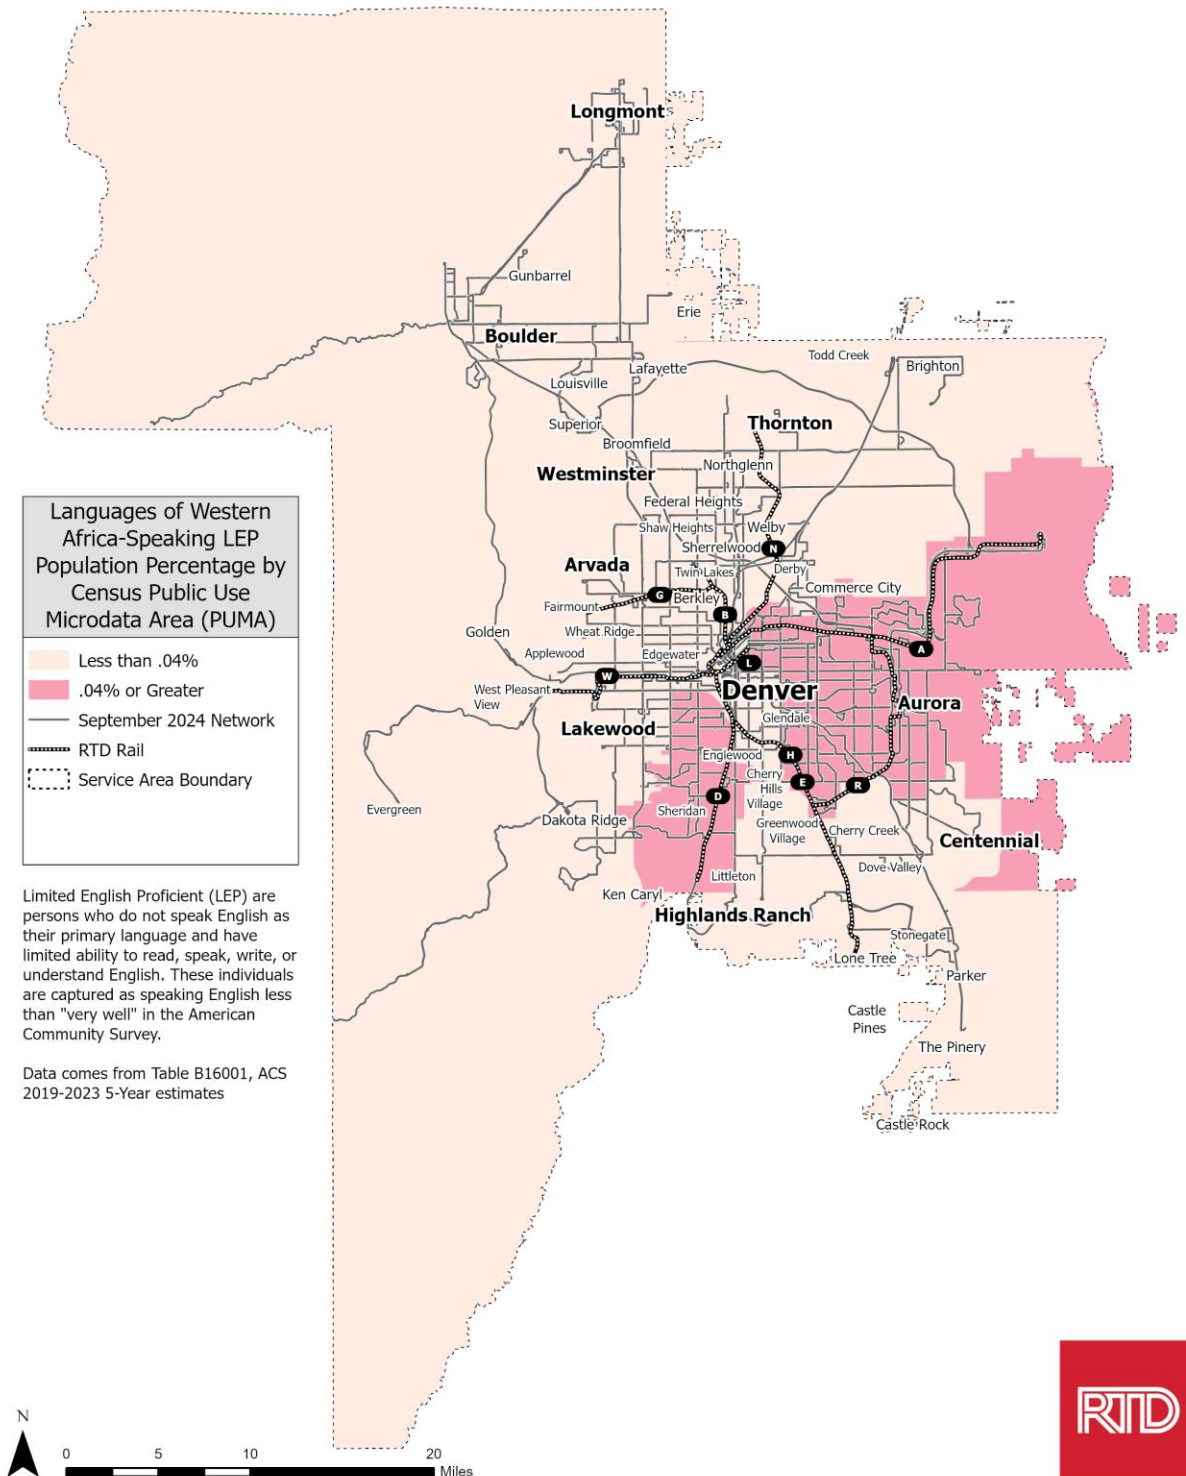 Longmont
Gunbarrel
Erie
Boulder
Todd Creek
Brighton
Lafayette
Louisville
Superior
Thornton
Broomfield
Westminster
Northglenn
Federal Heights
Shaw Heights
Welby
Sherrelwood
N
Arvada
Twin Lakes
Derby
Commerce City
G
Berkley
Fairmount
B
Golden
Wheat Ridge
Applewood
Edgewater
A
L
W
West Pleasant
View
Denver
Aurora
Lakewood
Glendale
Englewood
H
Cherry
Hills
Village
E
R
D
Evergreen
Sheridan
Dakota Ridge
Greenwood
Village
Cherry Creek
Centennial
Dove Valley
Littleton
Ken Caryl
Highlands Ranch
Stonegate
Lone Tree
Parker
Castle
Pines
The Pinery
Castle Rock
Languages of Western
Africa-Speaking LEP
Population Percentage by
Census Public Use
Microdata Area (PUMA)
Less than .04%
.04% or Greater
September 2024 Network
RTD Rail
Service Area Boundary
Limited English Proficient (LEP) are
persons who do not speak English as
their primary language and have
limited ability to read, speak, write, or
understand English. These individuals
are captured as speaking English less
than "very well" in the American
Community Survey.
Data comes from Table B16001, ACS
2019-2023 5-Year estimates
N
0 5 10 20
Miles
RTD